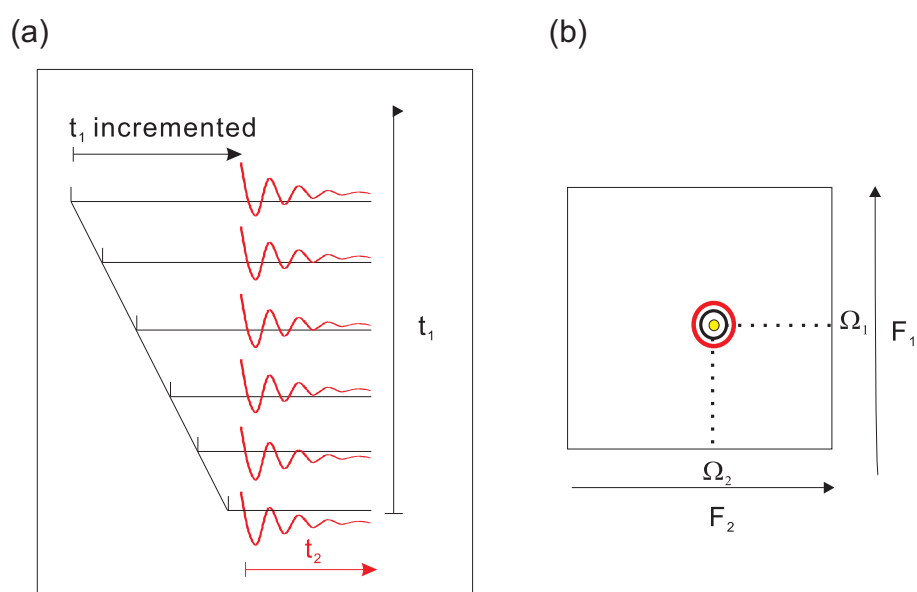 (a)
(b)
t₁ incremented
t₁
t₂
Ω₁
F₁
Ω₂
F₂